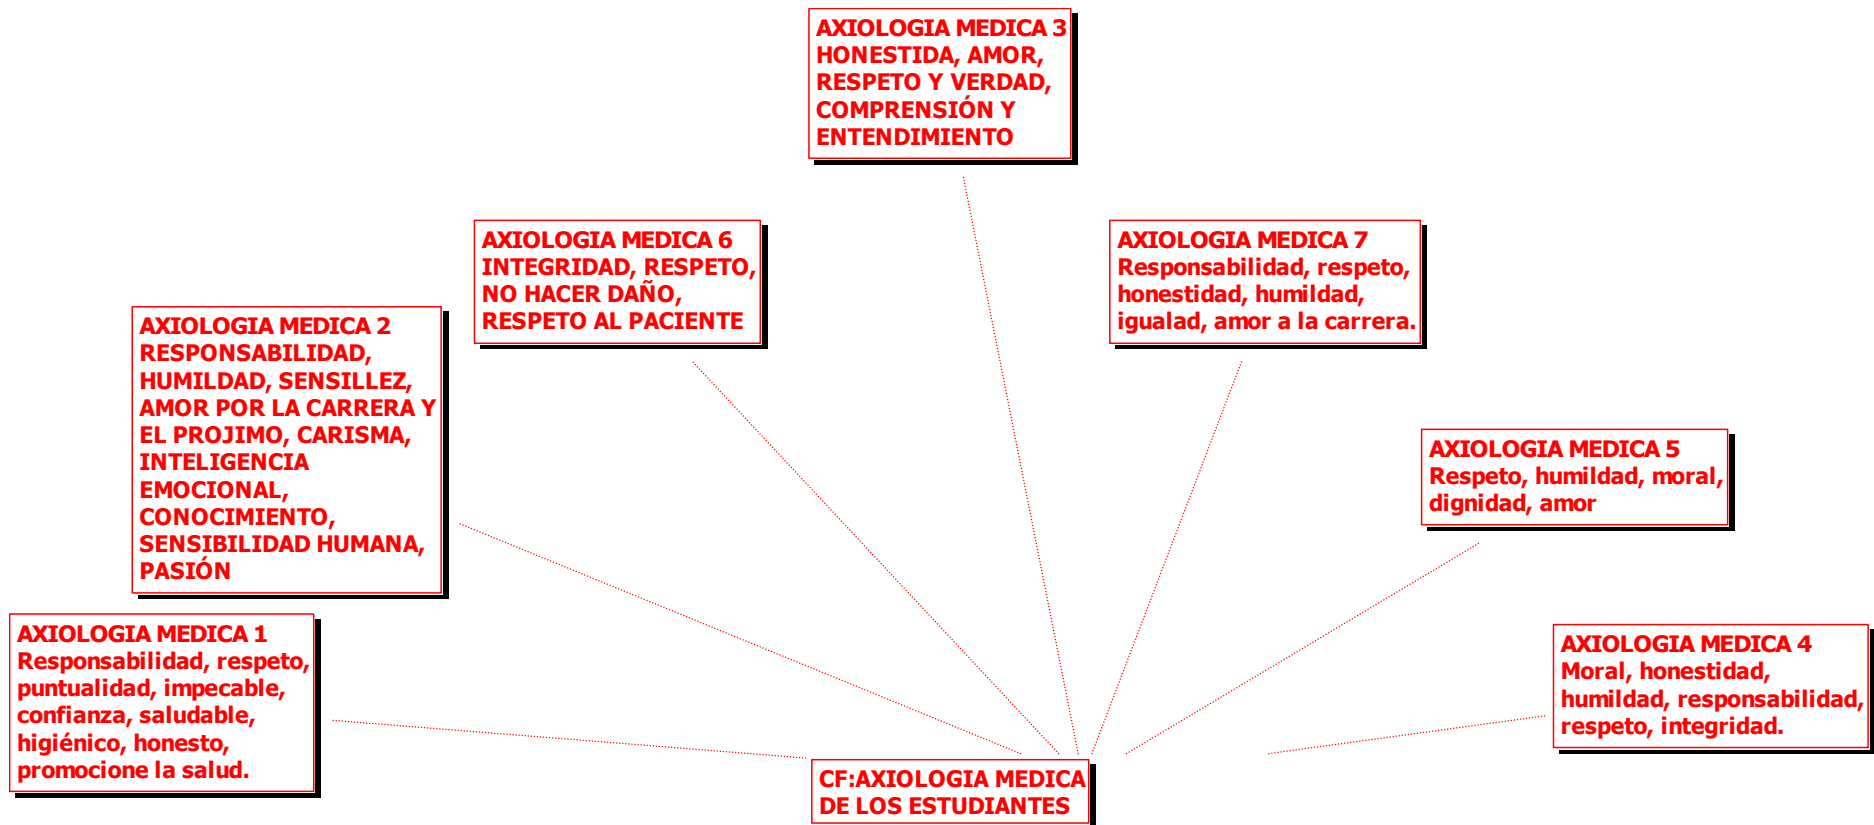 AXIOLOGIA MEDICA 3
HONESTIDA, AMOR,
RESPETO Y VERDAD,
COMPRENSIÓN Y
ENTENDIMIENTO
AXIOLOGIA MEDICA 6
INTEGRIDAD, RESPETO,
NO HACER DAÑO,
RESPETO AL PACIENTE
AXIOLOGIA MEDICA 7
Responsabilidad, respeto,
honestidad, humildad,
igualad, amor a la carrera.
AXIOLOGIA MEDICA 2
RESPONSABILIDAD,
HUMILDAD, SENSILLEZ,
AMOR POR LA CARRERA Y
EL PROJIMO, CARISMA,
INTELIGENCIA
EMOCIONAL,
CONOCIMIENTO,
SENSIBILIDAD HUMANA,
PASIÓN
AXIOLOGIA MEDICA 5
Respeto, humildad, moral,
dignidad, amor
AXIOLOGIA MEDICA 1
Responsabilidad, respeto,
puntualidad, impecable,
confianza, saludable,
higiénico, honesto,
promocione la salud.
AXIOLOGIA MEDICA 4
Moral, honestidad,
humildad, responsabilidad,
respeto, integridad.
CF:AXIOLOGIA MEDICA
DE LOS ESTUDIANTES